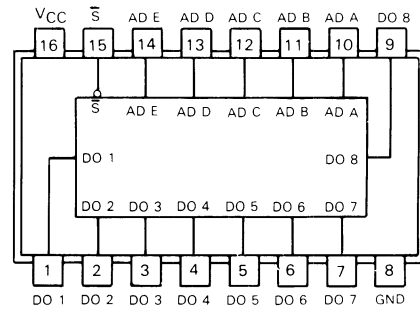 VCC S̅ AD E AD D AD C AD B AD A DO 8
16 15 14 13 12 11 10 9
S̅ AD E AD D AD C AD B AD A
DO 1 DO 8
DO 2 DO 3 DO 4 DO 5 DO 6 DO 7
1 2 3 4 5 6 7 8
DO 1 DO 2 DO 3 DO 4 DO 5 DO 6 DO 7 GND